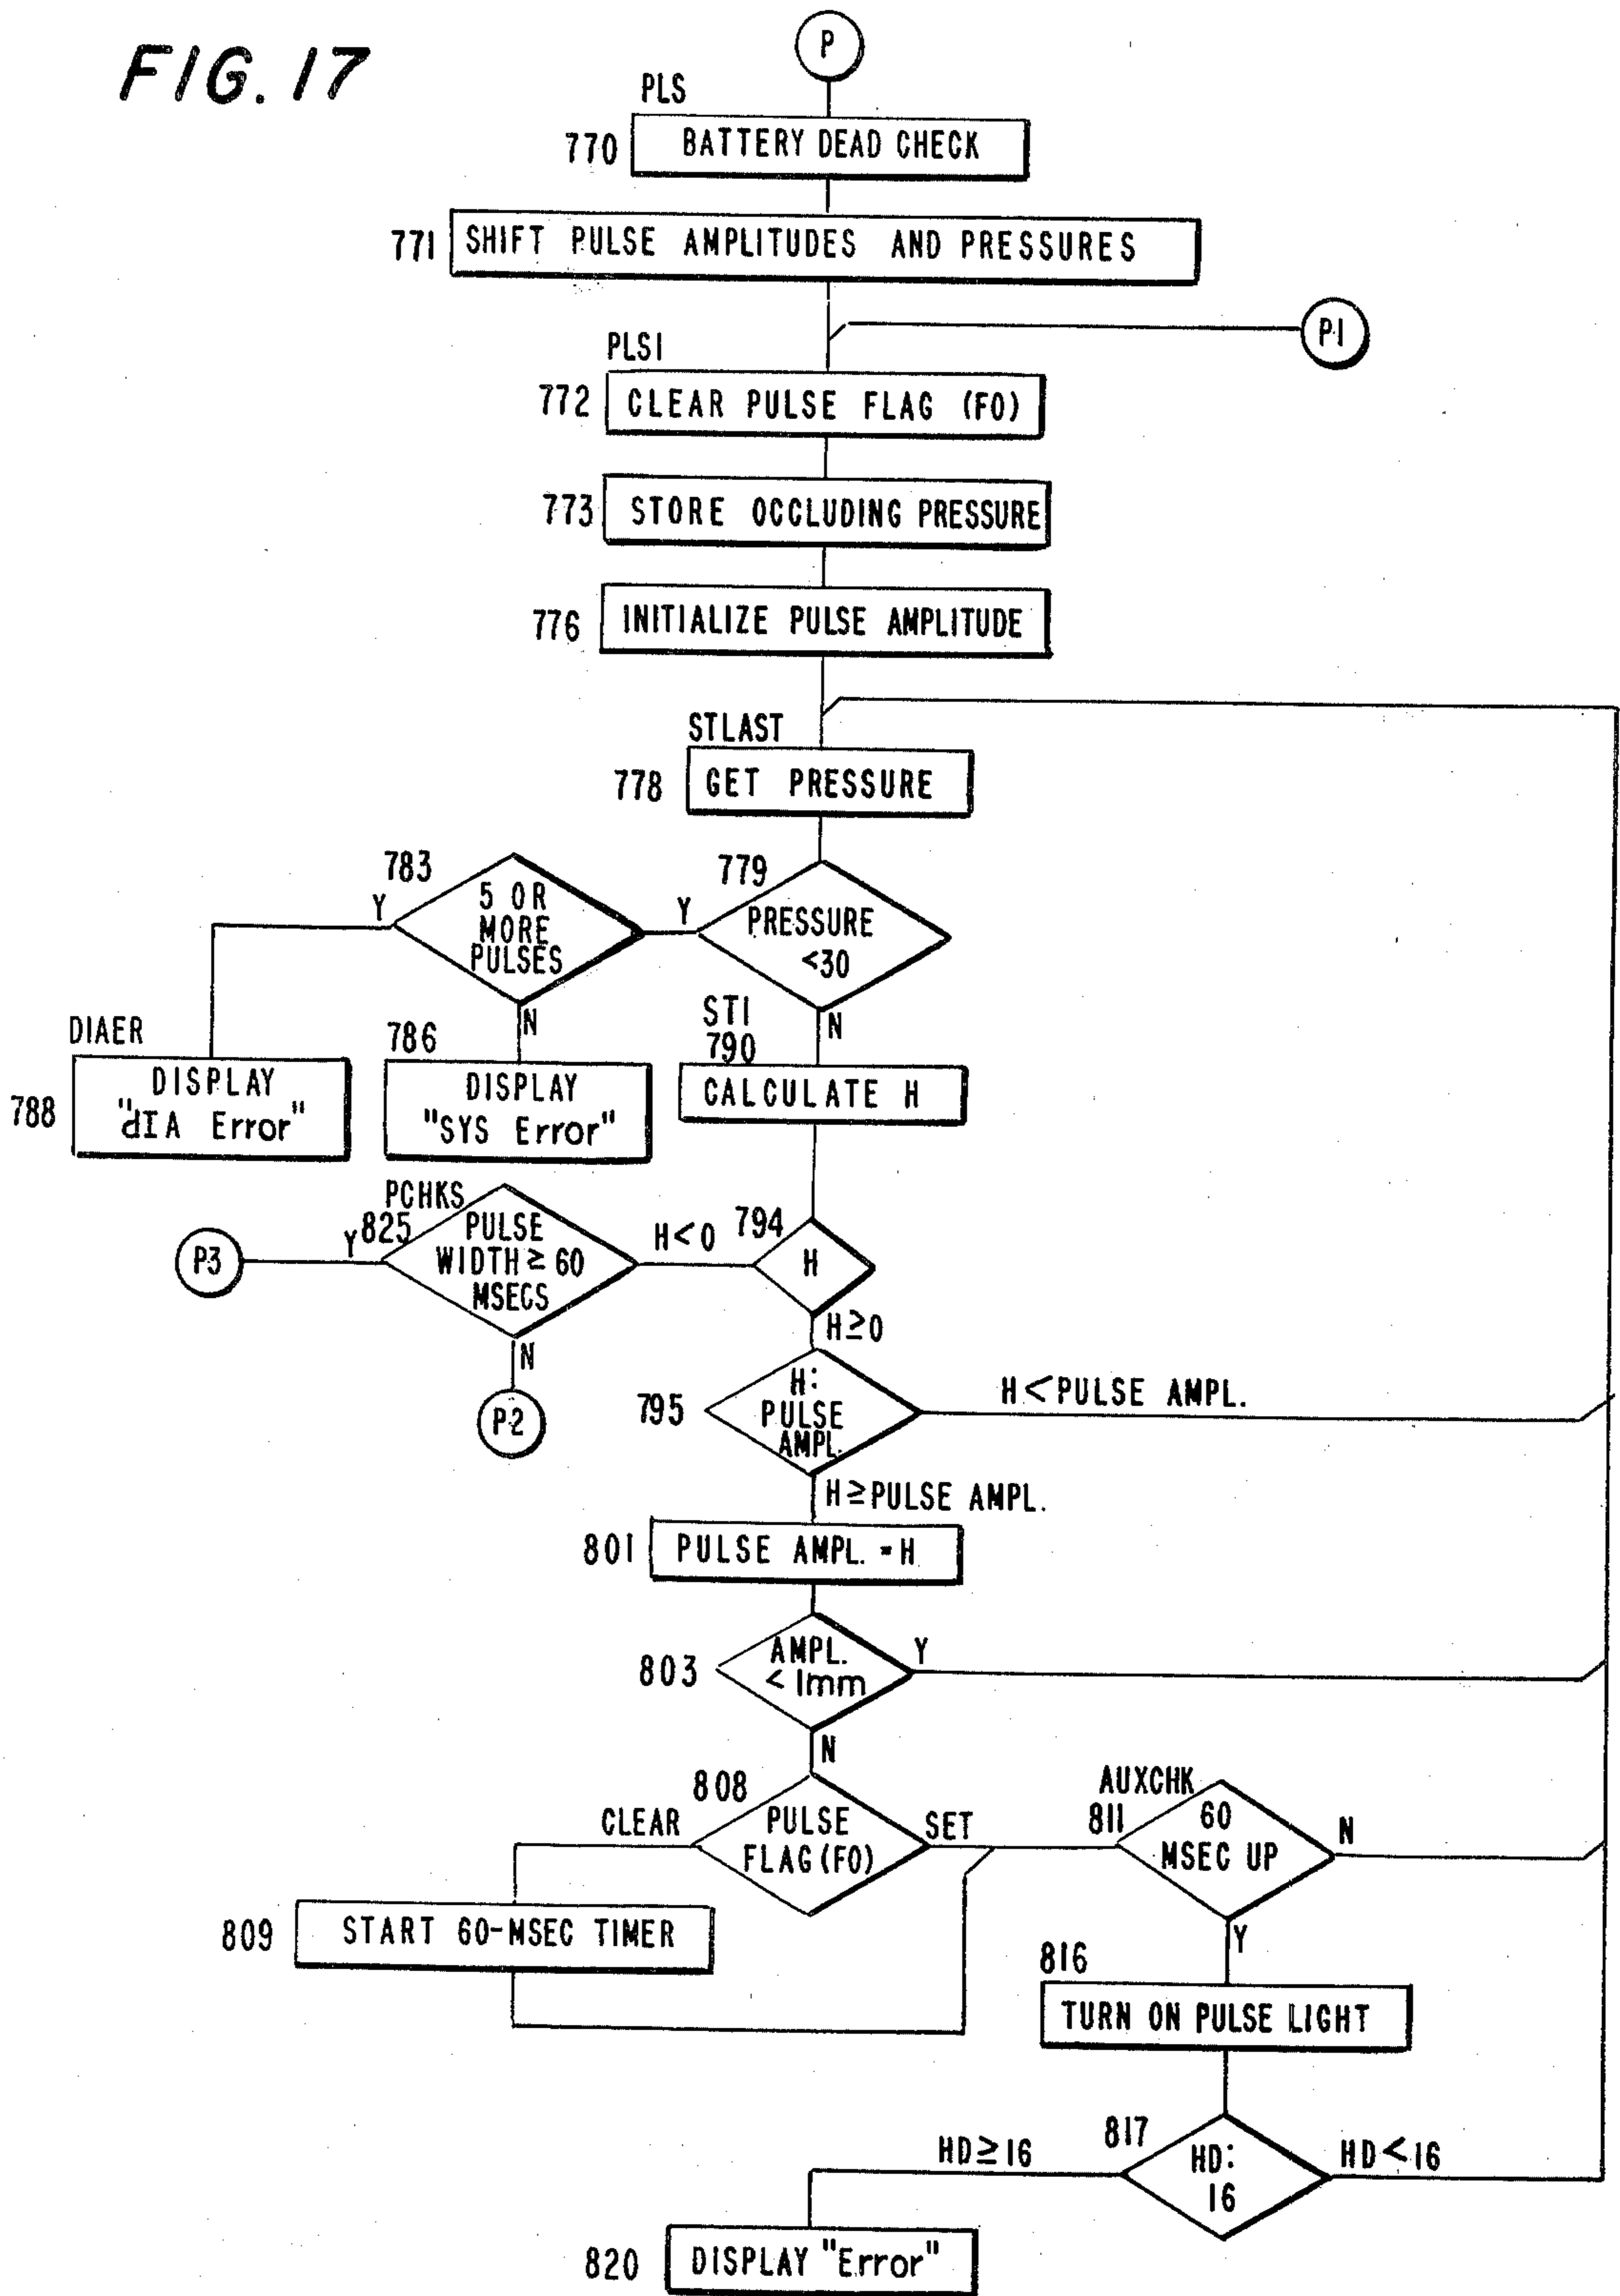 FIG. 17
P
PLS
770 BATTERY DEAD CHECK
771 SHIFT PULSE AMPLITUDES AND PRESSURES
P1
PLS1
772 CLEAR PULSE FLAG (F0)
773 STORE OCCLUDING PRESSURE
776 INITIALIZE PULSE AMPLITUDE
STLAST
778 GET PRESSURE
783
5 OR
MORE
PULSES
Y
N
779
PRESSURE
<30
Y
N
DIAER
788
DISPLAY
"dIA Error"
786
DISPLAY
"SYS Error"
ST1
790
CALCULATE H
PCHKS
825
PULSE
WIDTH ≥ 60
MSECS
Y
P3
N
P2
H<0
794
H
H≥0
795
H:
PULSE
AMPL.
H<PULSE AMPL.
H≥PULSE AMPL.
801 PULSE AMPL. = H
803
AMPL.
< 1mm
Y
N
808
PULSE
FLAG (F0)
CLEAR
SET
809 START 60-MSEC TIMER
AUXCHK
811
60
MSEC UP
N
Y
816
TURN ON PULSE LIGHT
817
HD:
16
HD≥16
HD<16
820 DISPLAY "Error"